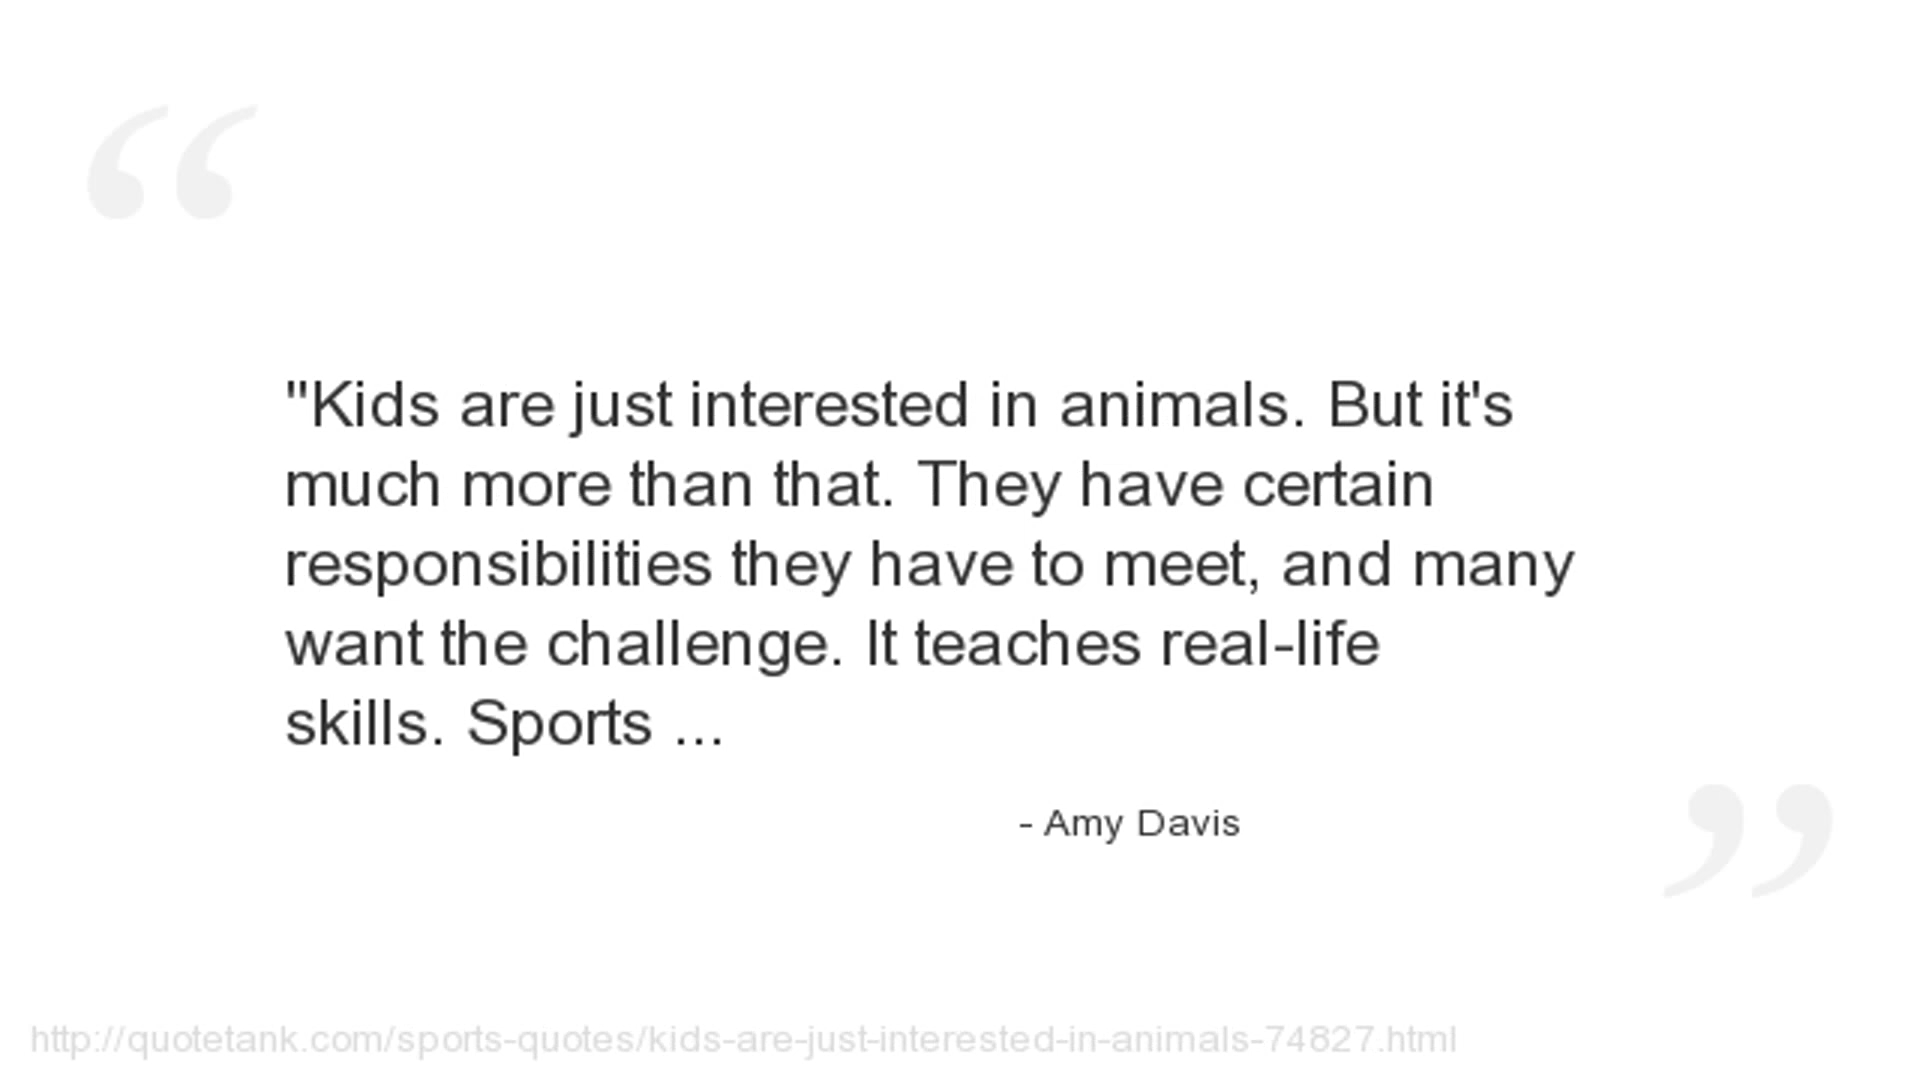 "Kids are just interested in animals. But it's
much more than that. They have certain
responsibilities they have to meet, and many
want the challenge. It teaches real-life
skills. Sports ...
- Amy Davis
http://quotetank.com/sports-quotes/kids-are-just-interested-in-animals-74827.html